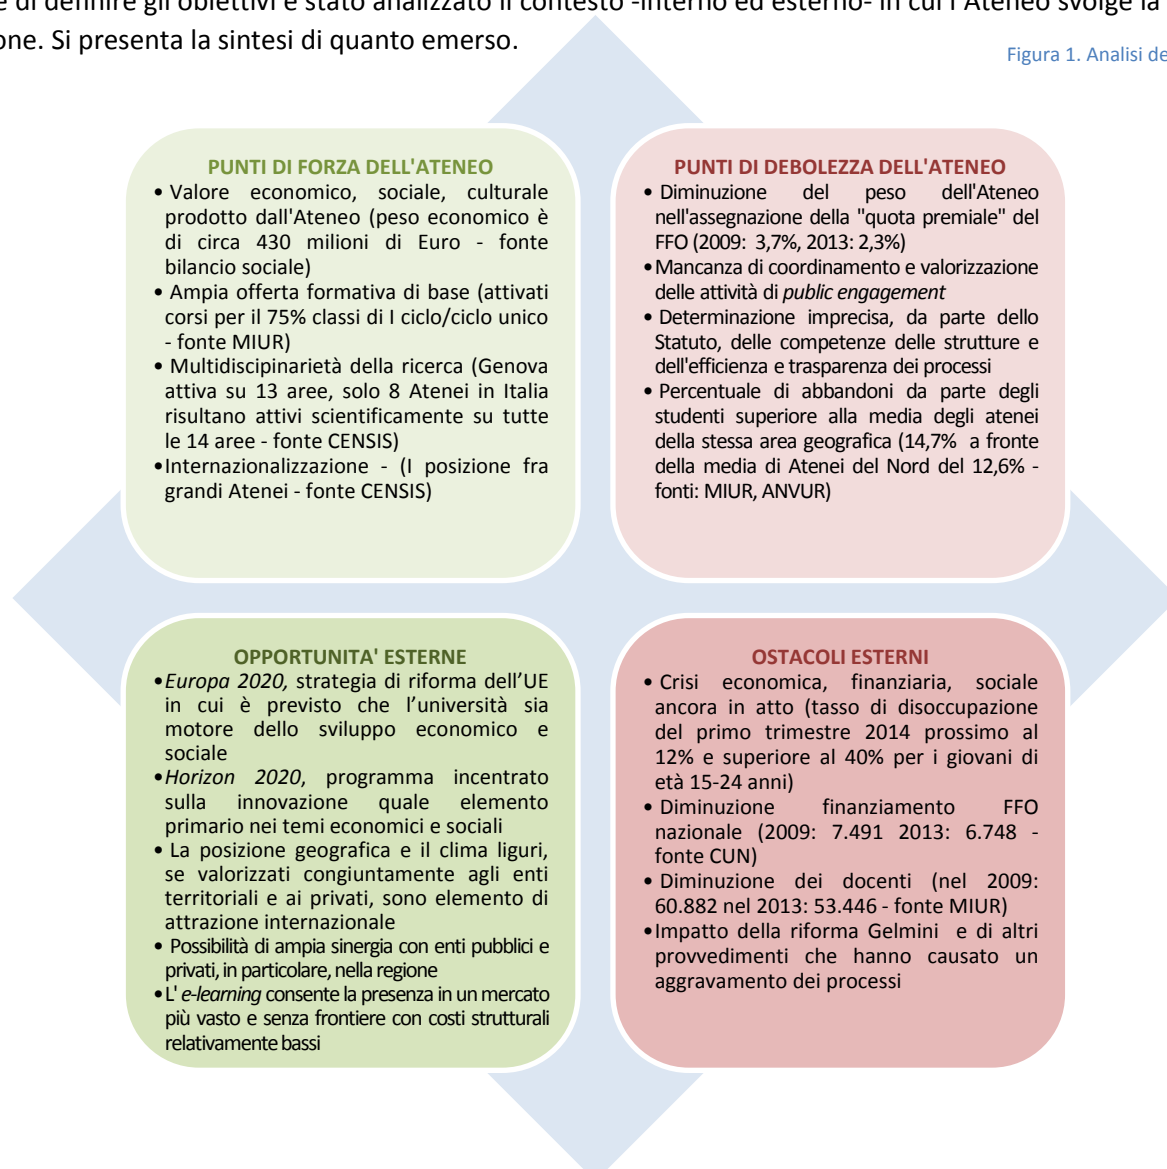 e di definire gli obiettivi è stato analizzato il contesto -interno ed esterno- in cui l'Ateneo svolge la
one. Si presenta la sintesi di quanto emerso.
Figura 1. Analisi de
PUNTI DI FORZA DELL'ATENEO
• Valore economico, sociale, culturale
prodotto dall'Ateneo (peso economico è
di circa 430 milioni di Euro - fonte
bilancio sociale)
• Ampia offerta formativa di base (attivati
corsi per il 75% classi di I ciclo/ciclo unico
- fonte MIUR)
• Multidiscipinarietà della ricerca (Genova
attiva su 13 aree, solo 8 Atenei in Italia
risultano attivi scientificamente su tutte
le 14 aree - fonte CENSIS)
•Internazionalizzazione - (I posizione fra
grandi Atenei - fonte CENSIS)
PUNTI DI DEBOLEZZA DELL'ATENEO
• Diminuzione del peso dell'Ateneo
nell'assegnazione della "quota premiale" del
FFO (2009: 3,7%, 2013: 2,3%)
•Mancanza di coordinamento e valorizzazione
delle attività di public engagement
• Determinazione imprecisa, da parte dello
Statuto, delle competenze delle strutture e
dell'efficienza e trasparenza dei processi
• Percentuale di abbandoni da parte degli
studenti superiore alla media degli atenei
della stessa area geografica (14,7% a fronte
della media di Atenei del Nord del 12,6% -
fonti: MIUR, ANVUR)
OPPORTUNITA' ESTERNE
•Europa 2020, strategia di riforma dell’UE
in cui è previsto che l’università sia
motore dello sviluppo economico e
sociale
•Horizon 2020, programma incentrato
sulla innovazione quale elemento
primario nei temi economici e sociali
• La posizione geografica e il clima liguri,
se valorizzati congiuntamente agli enti
territoriali e ai privati, sono elemento di
attrazione internazionale
• Possibilità di ampia sinergia con enti pubblici e
privati, in particolare, nella regione
•L' e-learning consente la presenza in un mercato
più vasto e senza frontiere con costi strutturali
relativamente bassi
OSTACOLI ESTERNI
• Crisi economica, finanziaria, sociale
ancora in atto (tasso di disoccupazione
del primo trimestre 2014 prossimo al
12% e superiore al 40% per i giovani di
età 15-24 anni)
• Diminuzione finanziamento FFO
nazionale (2009: 7.491 2013: 6.748 -
fonte CUN)
• Diminuzione dei docenti (nel 2009:
60.882 nel 2013: 53.446 - fonte MIUR)
•Impatto della riforma Gelmini e di altri
provvedimenti che hanno causato un
aggravamento dei processi